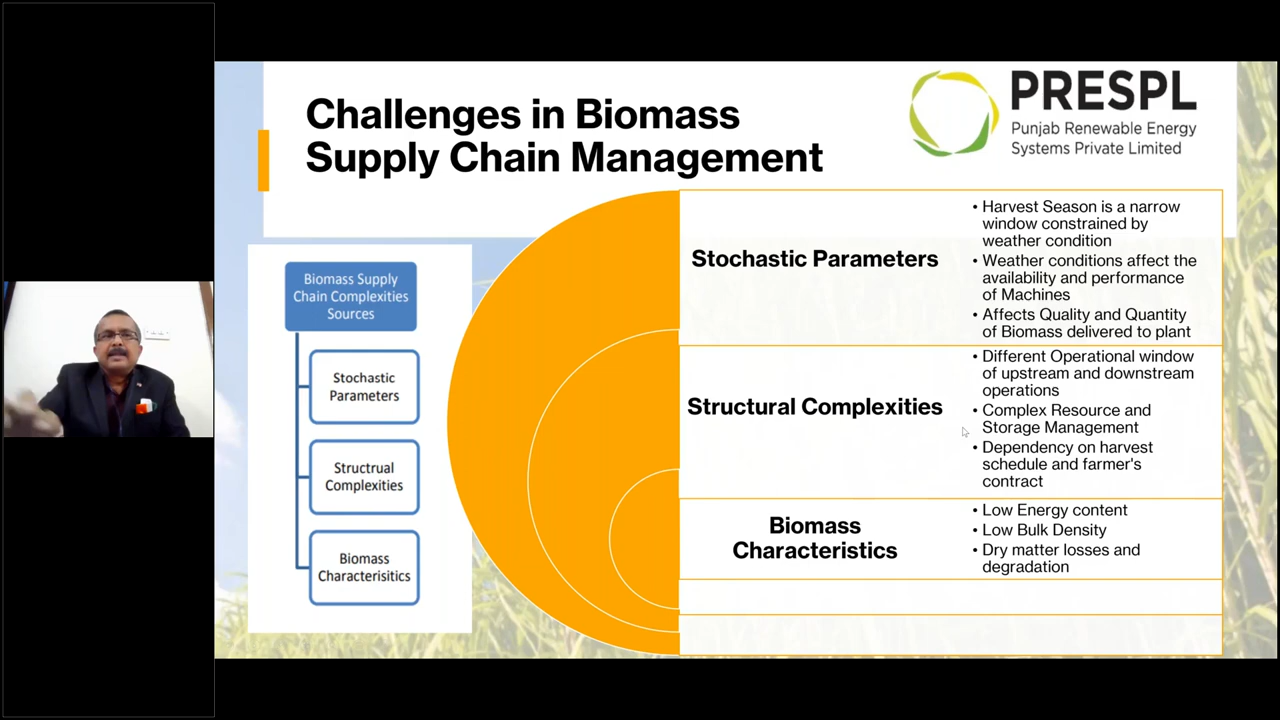 Challenges in Biomass
Supply Chain Management
PRESPL
Punjab Renewable Energy
Systems Private Limited
Biomass Supply
Chain Complexities
Sources
Stochastic
Parameters
Structrual
Complexities
Biomass
Characterisitics
Stochastic Parameters
• Harvest Season is a narrow
window constrained by
weather condition
• Weather conditions affect the
availability and performance
of Machines
• Affects Quality and Quantity
of Biomass delivered to plant
Structural Complexities
• Different Operational window
of upstream and downstream
operations
• Complex Resource and
Storage Management
• Dependency on harvest
schedule and farmer's
contract
Biomass
Characteristics
• Low Energy content
• Low Bulk Density
• Dry matter losses and
degradation